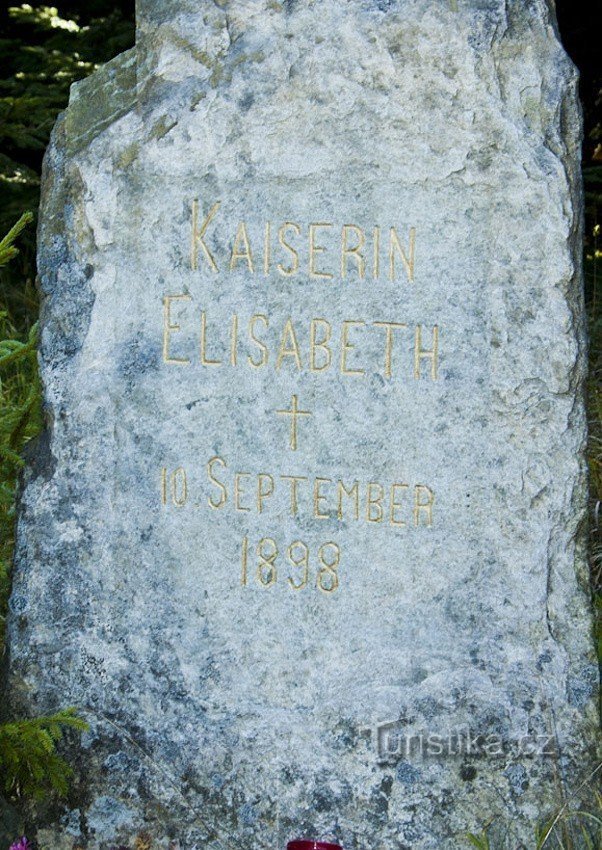 KAISERIN
ELISABETH
†
10. SEPTEMBER
1898
Turistika.cz